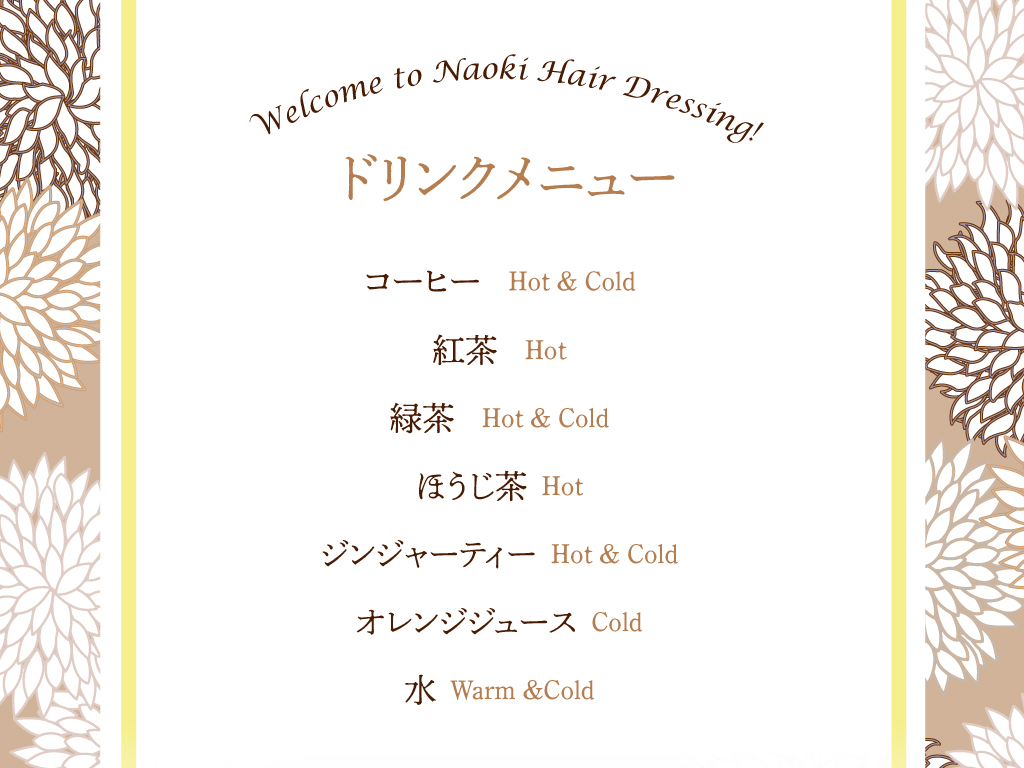 Welcome to Naoki Hair Dressing!
ドリンクメニュー
コーヒー Hot & Cold
紅茶 Hot
緑茶 Hot & Cold
ほうじ茶 Hot
ジンジャーティー Hot & Cold
オレンジジュース Cold
水 Warm &Cold